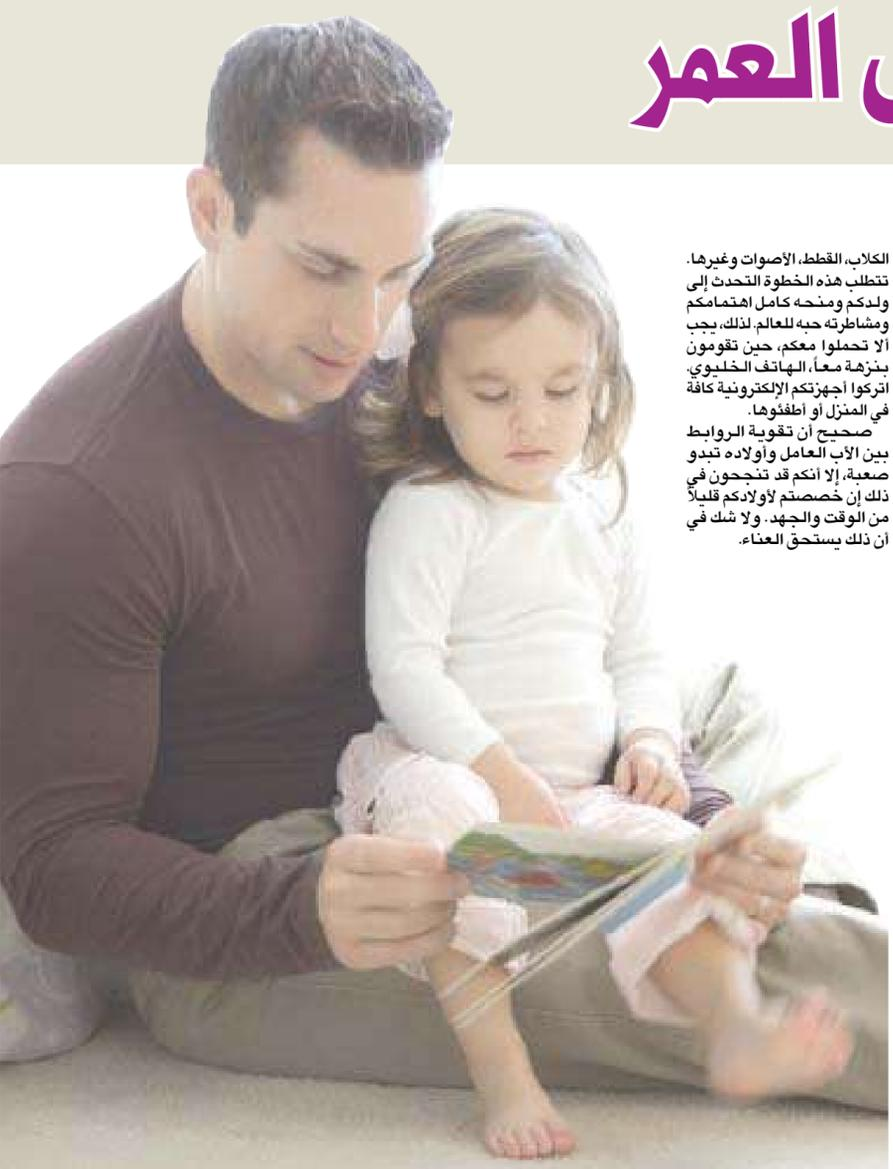 العمر
الكلاب، القطط، الأصوات وغيرها.
تتطلب هذه الخطوة التحدث إلى
ولدكم ومنحه كامل اهتمامكم
ومشاطرته حبه للعالم. لذلك، يجب
ألا تحملوا معكم، حين تقومون
بنزهة معاً، الهاتف الخليوي.
اتركوا أجهزتكم الإلكترونية كافة
في المنزل أو أطفئوها.
صحيح أن تقوية الروابط
بين الأب العامل وأولاده تبدو
صعبة، إلا أنكم قد تنجحون في
ذلك إن خصصتم لأولادكم قليلاً
من الوقت والجهد. ولا شك في
أن ذلك يستحق العناء.